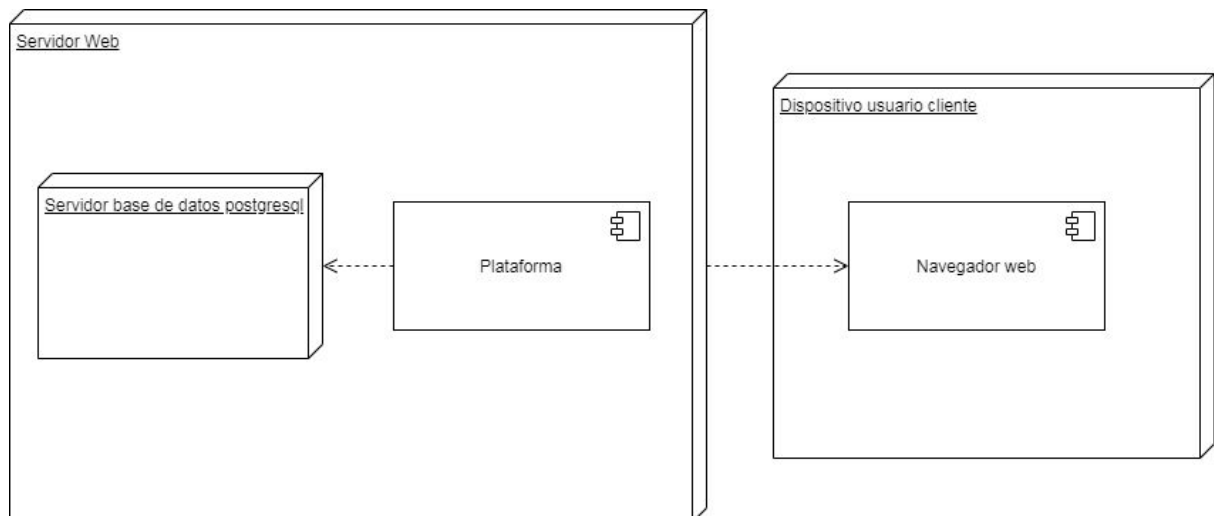 Servidor Web
Dispositivo usuario cliente
Servidor base de datos postgresql
Plataforma
Navegador web